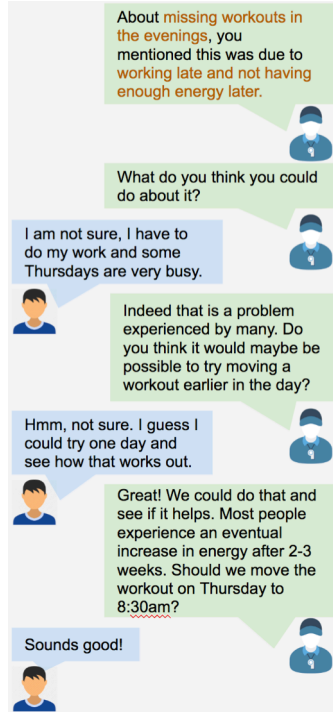 About missing workouts in
the evenings, you
mentioned this was due to
working late and not having
enough energy later.
What do you think you could
do about it?
I am not sure, I have to
do my work and some
Thursdays are very busy.
Indeed that is a problem
experienced by many. Do
you think it would maybe be
possible to try moving a
workout earlier in the day?
Hmm, not sure. I guess I
could try one day and
see how that works out.
Great! We could do that and
see if it helps. Most people
experience an eventual
increase in energy after 2-3
weeks. Should we move the
workout on Thursday to
8:30am?
Sounds good!